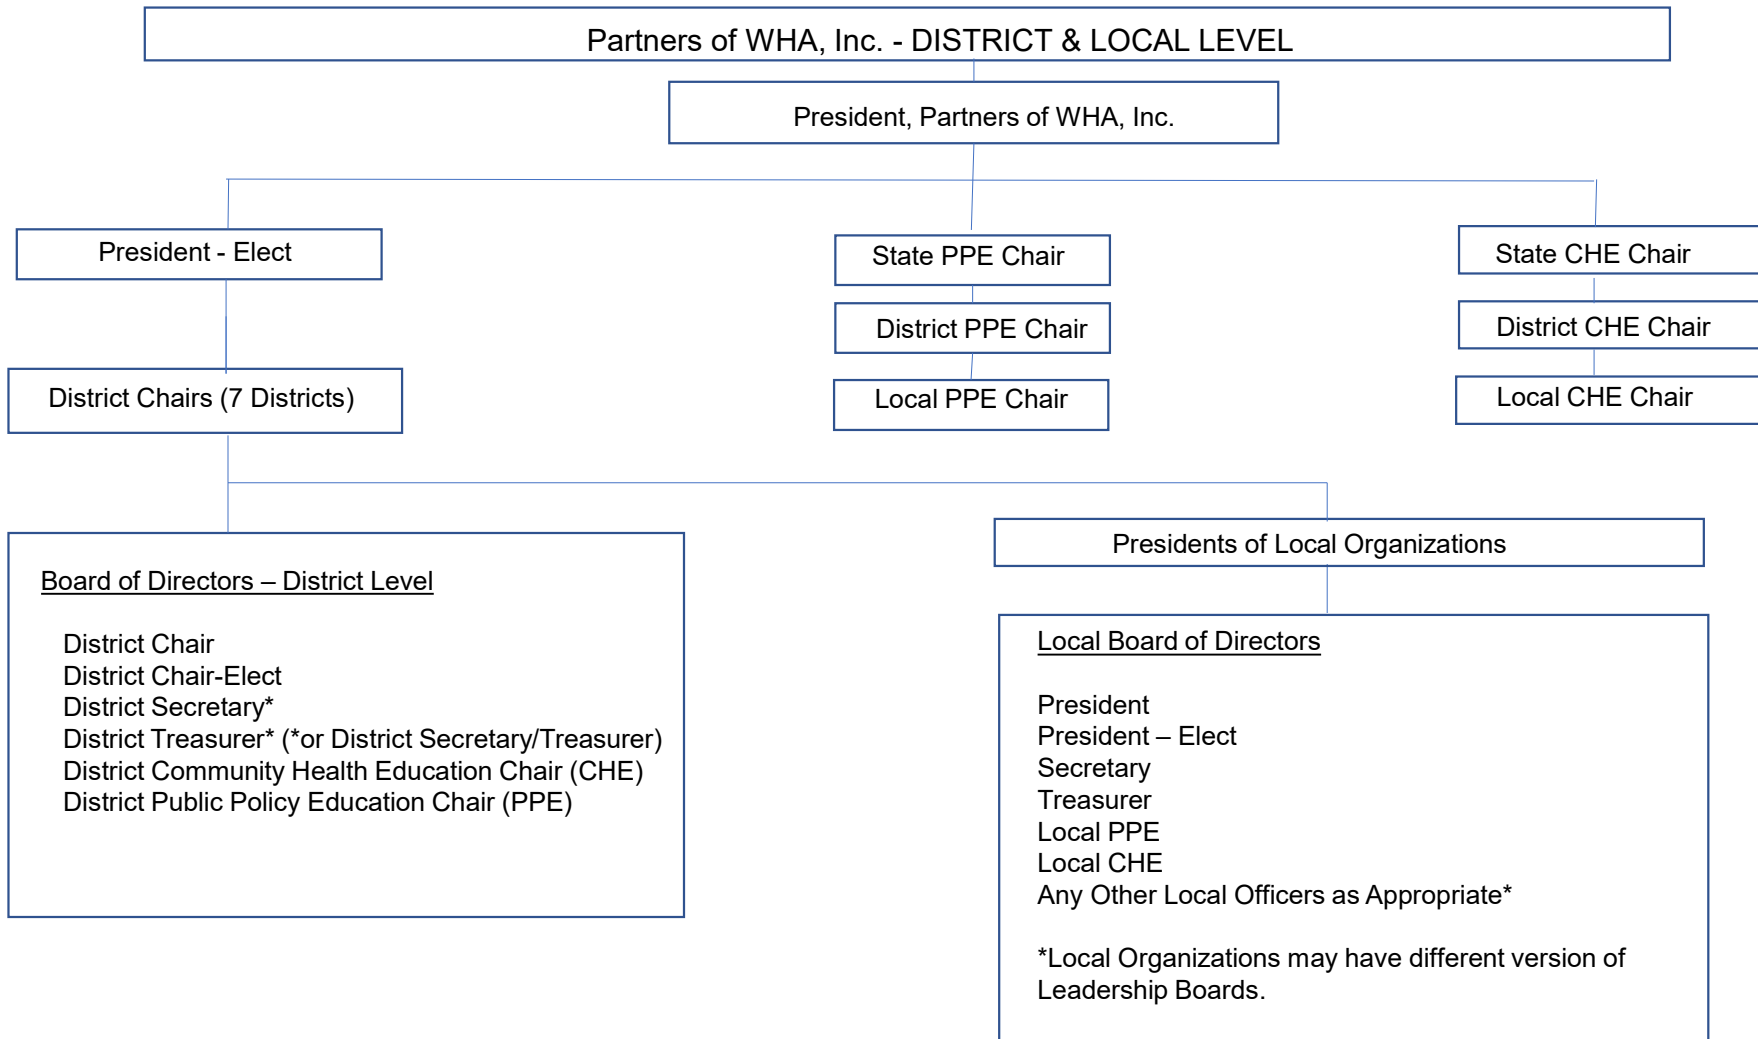 Partners of WHA, Inc. - DISTRICT & LOCAL LEVEL
President, Partners of WHA, Inc.
President - Elect
State PPE Chair
State CHE Chair
District PPE Chair
District CHE Chair
District Chairs (7 Districts)
Local PPE Chair
Local CHE Chair
Board of Directors – District Level
District Chair
District Chair-Elect
District Secretary*
District Treasurer* (*or District Secretary/Treasurer)
District Community Health Education Chair (CHE)
District Public Policy Education Chair (PPE)
Presidents of Local Organizations
Local Board of Directors
President
President – Elect
Secretary
Treasurer
Local PPE
Local CHE
Any Other Local Officers as Appropriate*
*Local Organizations may have different version of
Leadership Boards.